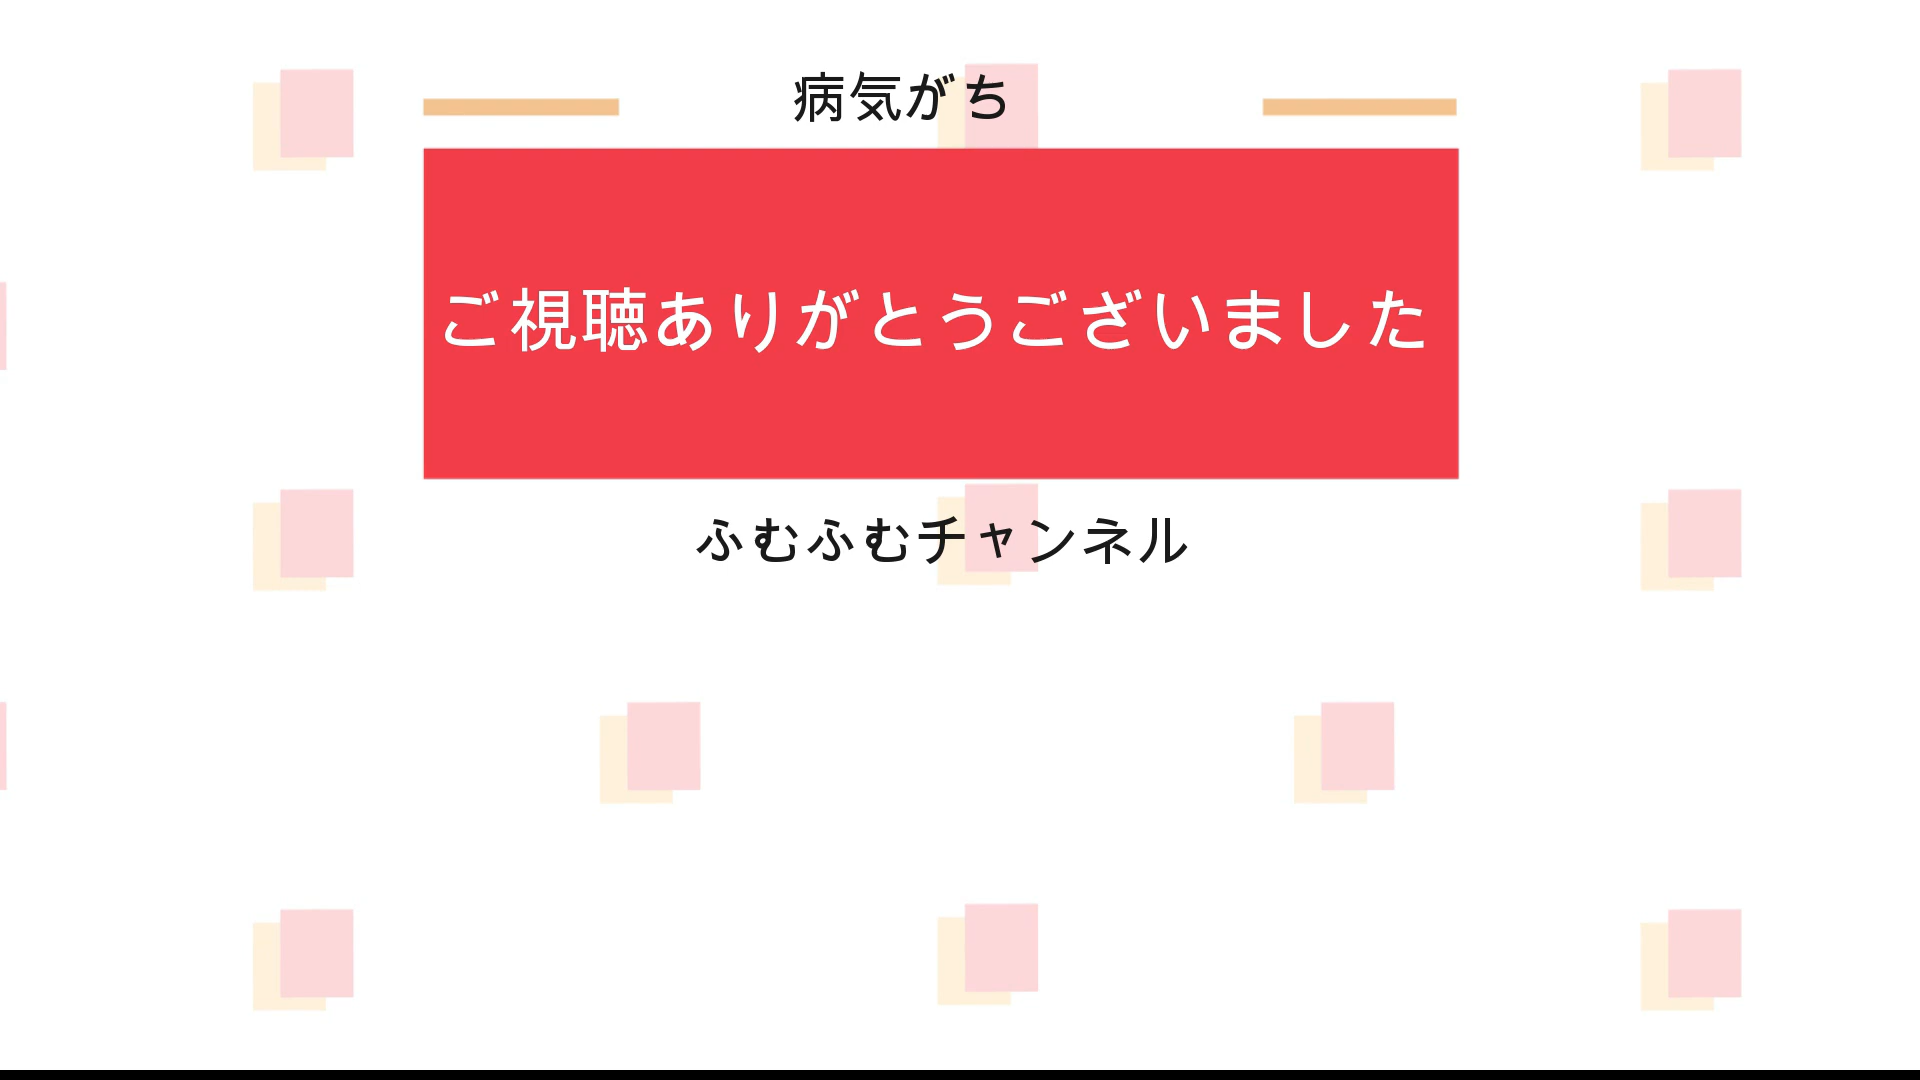 病気がち
ご視聴ありがとうございました
ふむふむチャンネル